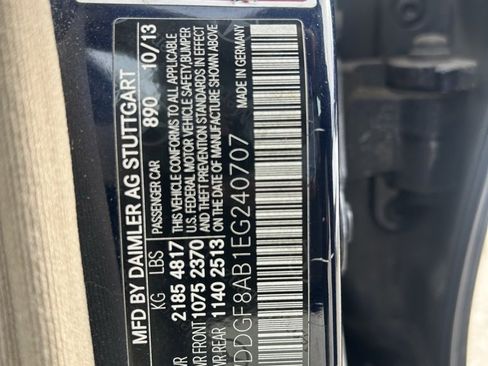 MFD BY DAIMLER AG STUTTGART
890 10/13
PASSENGER CAR
KG LBS
2185 4817
FRONT 1075 2370
REAR 1140 2513
THIS VEHICLE CONFORMS TO ALL APPLICABLE
U.S. FEDERAL MOTOR VEHICLE SAFETY, BUMPER
AND THEFT PREVENTION STANDARDS IN EFFECT
ON THE DATE OF MANUFACTURE SHOWN ABOVE
MADE IN GERMANY
DDGF8AB1EG240707